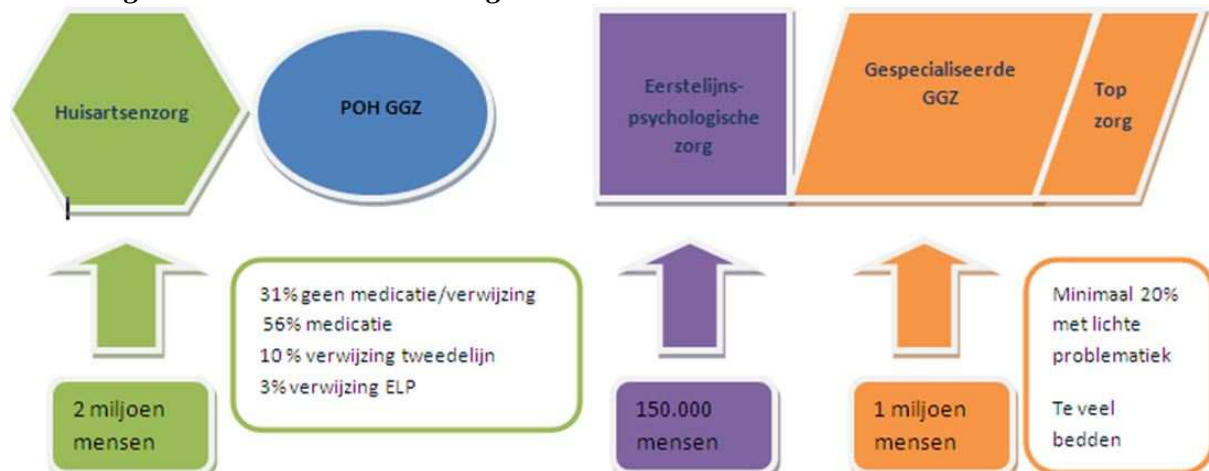 Huisartsenzorg
POH GGZ
Eerstelijns-
psychologische
zorg
Gespecialiseerde
GGZ
Top
zorg
31% geen medicatie/verwijzing
56% medicatie
10 % verwijzing tweedelijn
3% verwijzing ELP
Minimaal 20%
met lichte
problematiek
Te veel
bedden
2 miljoen
mensen
150.000
mensen
1 miljoen
mensen